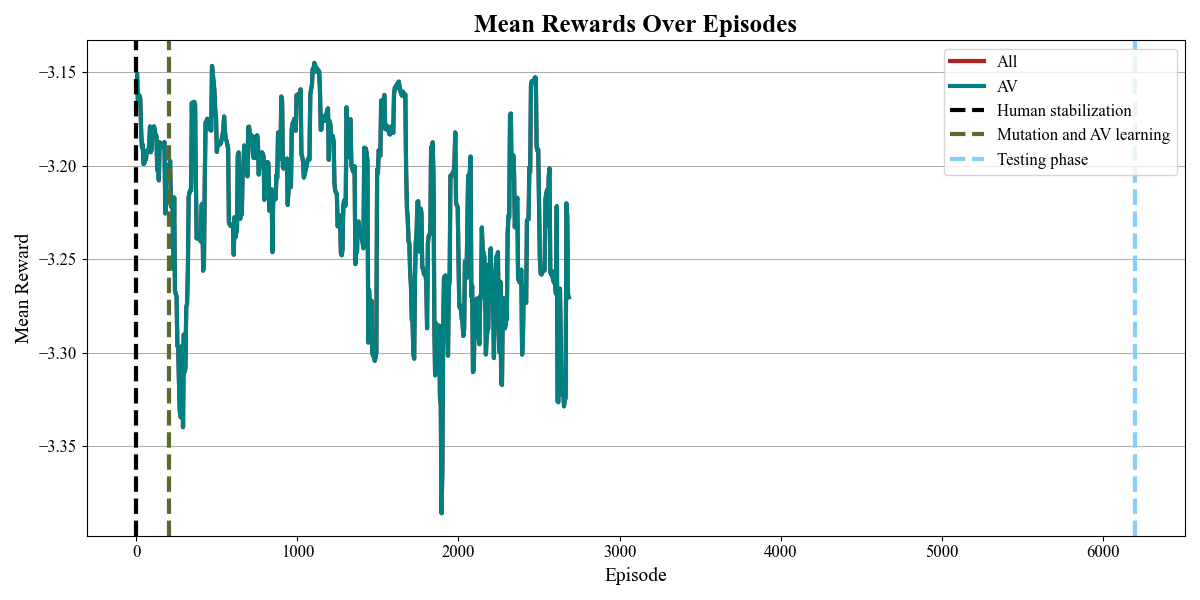 Mean Rewards Over Episodes
All
AV
Human stabilization
Mutation and AV learning
Testing phase
Mean Reward
−3.15
−3.20
−3.25
−3.30
−3.35
0 1000 2000 3000 4000 5000 6000
Episode